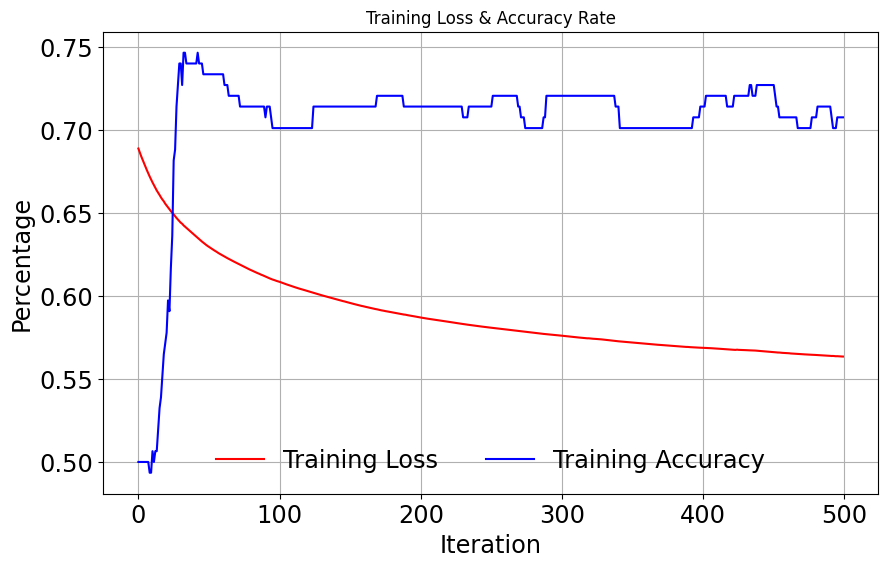 Training Loss & Accuracy Rate
0.75
0.70
0.65
0.60
0.55
0.50
Percentage
Training Loss Training Accuracy
0 100 200 300 400 500
Iteration